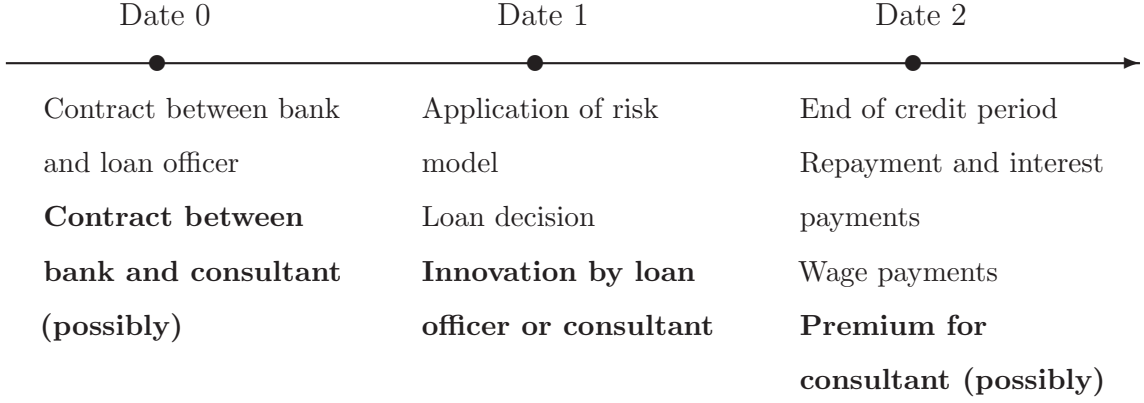 Date 0
Date 1
Date 2
Contract between bank
and loan officer
Contract between
bank and consultant
(possibly)
Application of risk
model
Loan decision
Innovation by loan
officer or consultant
End of credit period
Repayment and interest
payments
Wage payments
Premium for
consultant (possibly)